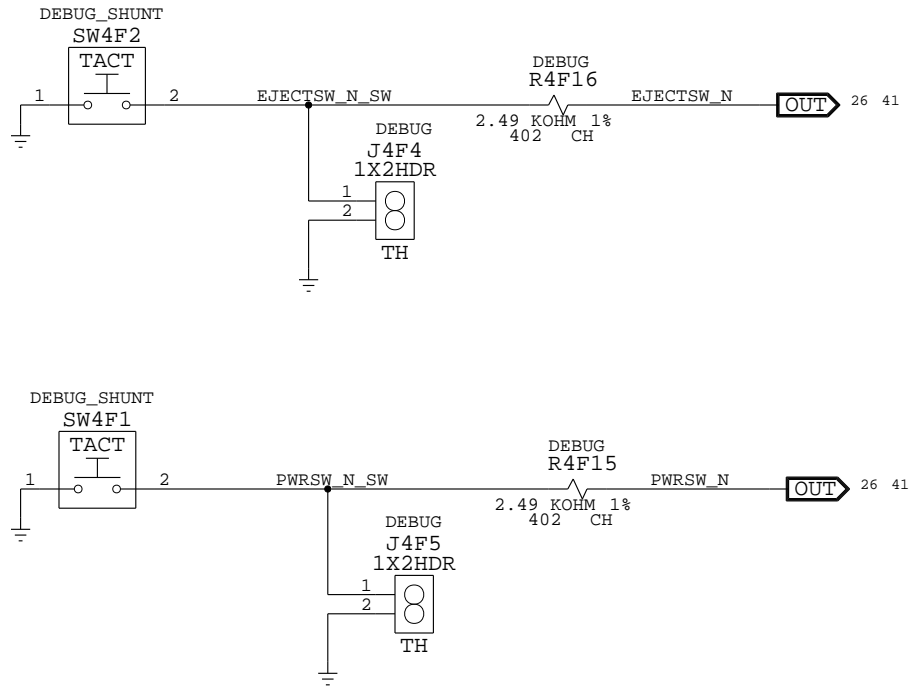 DEBUG_SHUNT
SW4F2
TACT
1
2
EJECTSW_N_SW
DEBUG
R4F16
2.49 KOHM 1%
402 CH
EJECTSW_N
OUT
26 41
DEBUG
J4F4
1X2HDR
1
2
TH
DEBUG_SHUNT
SW4F1
TACT
1
2
PWRSW_N_SW
DEBUG
R4F15
2.49 KOHM 1%
402 CH
PWRSW_N
OUT
26 41
DEBUG
J4F5
1X2HDR
1
2
TH